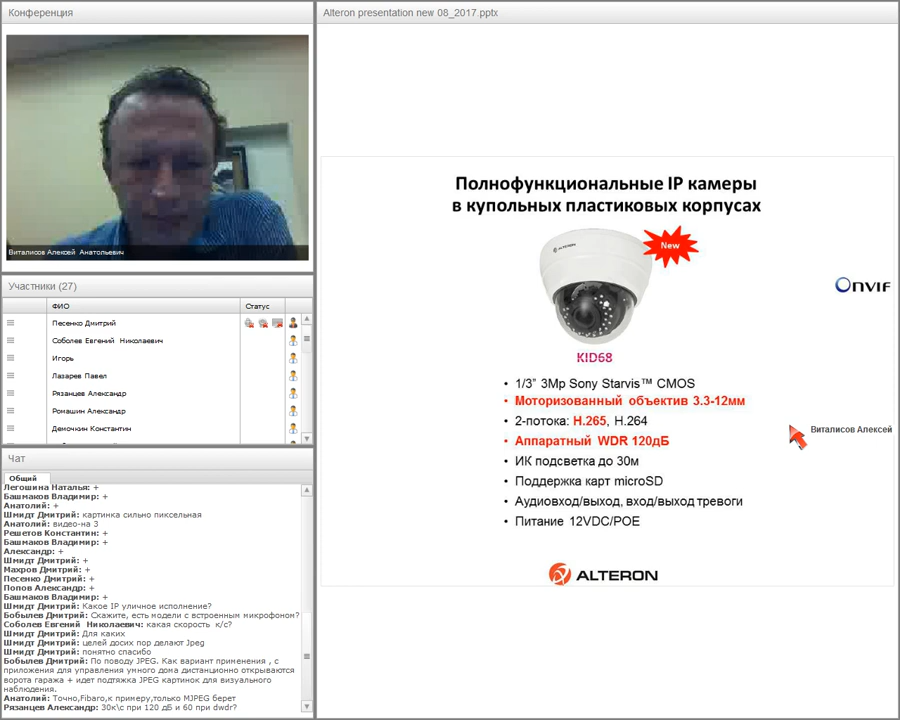 Конференция
Виталисов Алексей Анатольевич
Участники (27)
ФИО Статус
Песенко Дмитрий
Соболев Евгений Николаевич
Игорь
Лазарев Павел
Рязанцев Александр
Ромашин Александр
Демочкин Константин
Чат
Общий
Легошина Наталья: +
Башмаков Владимир: +
Анатолий: +
Шмидт Дмитрий: картинка сильно пиксельная
Анатолий: видео-на 3
Решетов Константин: +
Башмаков Владимир: +
Александр: +
Шмидт Дмитрий: +
Махров Дмитрий: +
Песенко Дмитрий: +
Попов Александр: +
Башмаков Владимир: +
Шмидт Дмитрий: Какое IP уличное исполнение?
Бобылев Дмитрий: Скажите, есть модели с встроенным микрофоном?
Соболев Евгений Николаевич: какая скорость к/с?
Шмидт Дмитрий: Для каких
Шмидт Дмитрий: целей досих пор делают Jpeg
Шмидт Дмитрий: понятно спасибо
Бобылев Дмитрий: По поводу JPEG. Как вариант применения , с
приложения для управления умного дома дистанционно открываются
ворота гаража + идет подтяжка JPEG картинок для визуального
наблюдения.
Анатолий: Точно,Fibaro,к примеру,только MJPEG берет
Рязанцев Александр: 30к\с при 120 дБ и 60 при dwdr?
Alteron presentation new 08_2017.pptx
Полнофункциональные IP камеры
в купольных пластиковых корпусах
ALTERON
New
ONVIF
KID68
• 1/3” 3Mp Sony Starvis™ CMOS
• Моторизованный объектив 3.3-12мм
• 2-потока: H.265, H.264
• Аппаратный WDR 120дБ
• ИК подсветка до 30м
• Поддержка карт microSD
• Аудиовход/выход, вход/выход тревоги
• Питание 12VDC/POE
Виталисов Алексей
ALTERON